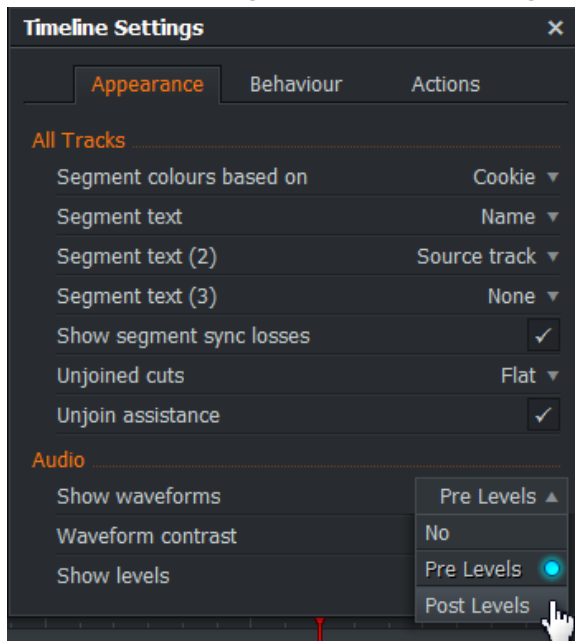 Timeline Settings ×
Appearance Behaviour Actions
All Tracks
Segment colours based on Cookie
Segment text Name
Segment text (2) Source track
Segment text (3) None
Show segment sync losses
Unjoined cuts Flat
Unjoin assistance
Audio
Show waveforms Pre Levels
Waveform contrast No
Show levels Pre Levels
Post Levels